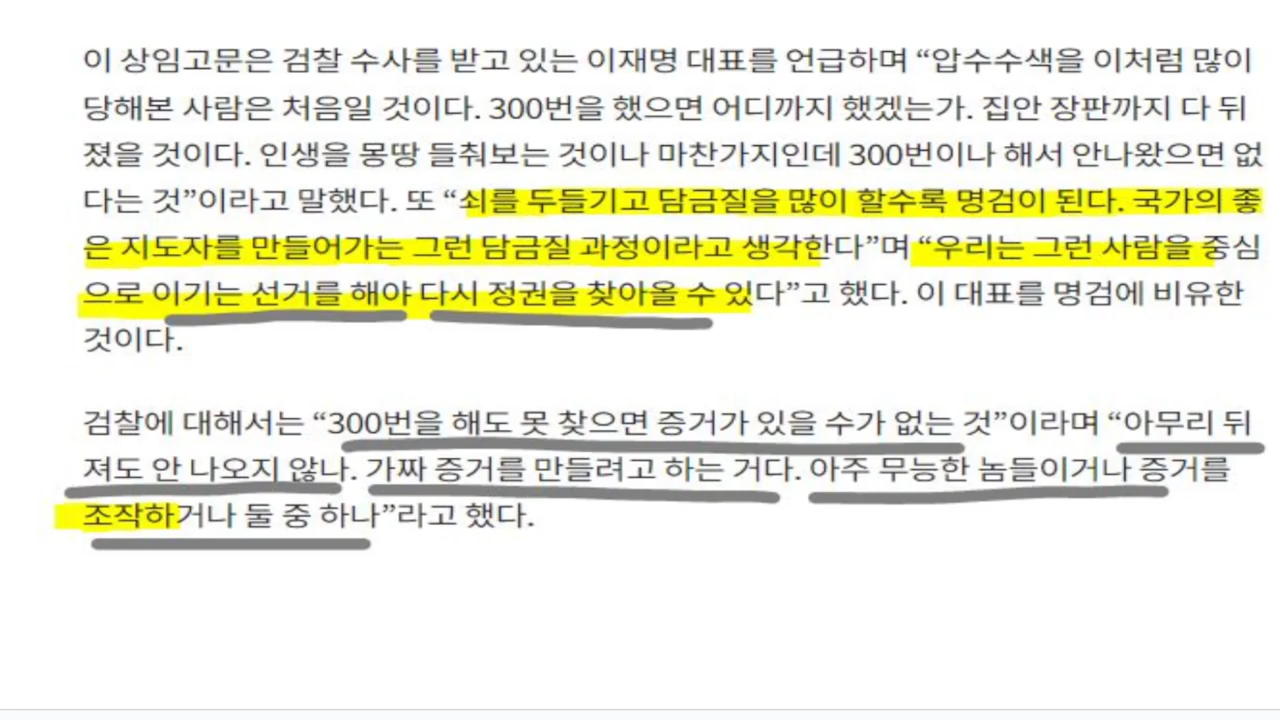 이 상임고문은 검찰 수사를 받고 있는 이재명 대표를 언급하며 “압수수색을 이처럼 많이
당해본 사람은 처음일 것이다. 300번을 했으면 어디까지 했겠는가. 집안 장판까지 다 뒤
졌을 것이다. 인생을 몽땅 들춰보는 것이나 마찬가지인데 300번이나 해서 안나왔으면 없
다는 것”이라고 말했다. 또 “쇠를 두들기고 담금질을 많이 할수록 명검이 된다. 국가의 좋
은 지도자를 만들어가는 그런 담금질 과정이라고 생각한다”며 “우리는 그런 사람을 중심
으로 이기는 선거를 해야 다시 정권을 찾아올 수 있다”고 했다. 이 대표를 명검에 비유한
것이다.
검찰에 대해서는 “300번을 해도 못 찾으면 증거가 있을 수가 없는 것”이라며 “아무리 뒤
져도 안 나오지 않나. 가짜 증거를 만들려고 하는 거다. 아주 무능한 놈들이거나 증거를
조작하거나 둘 중 하나”라고 했다.